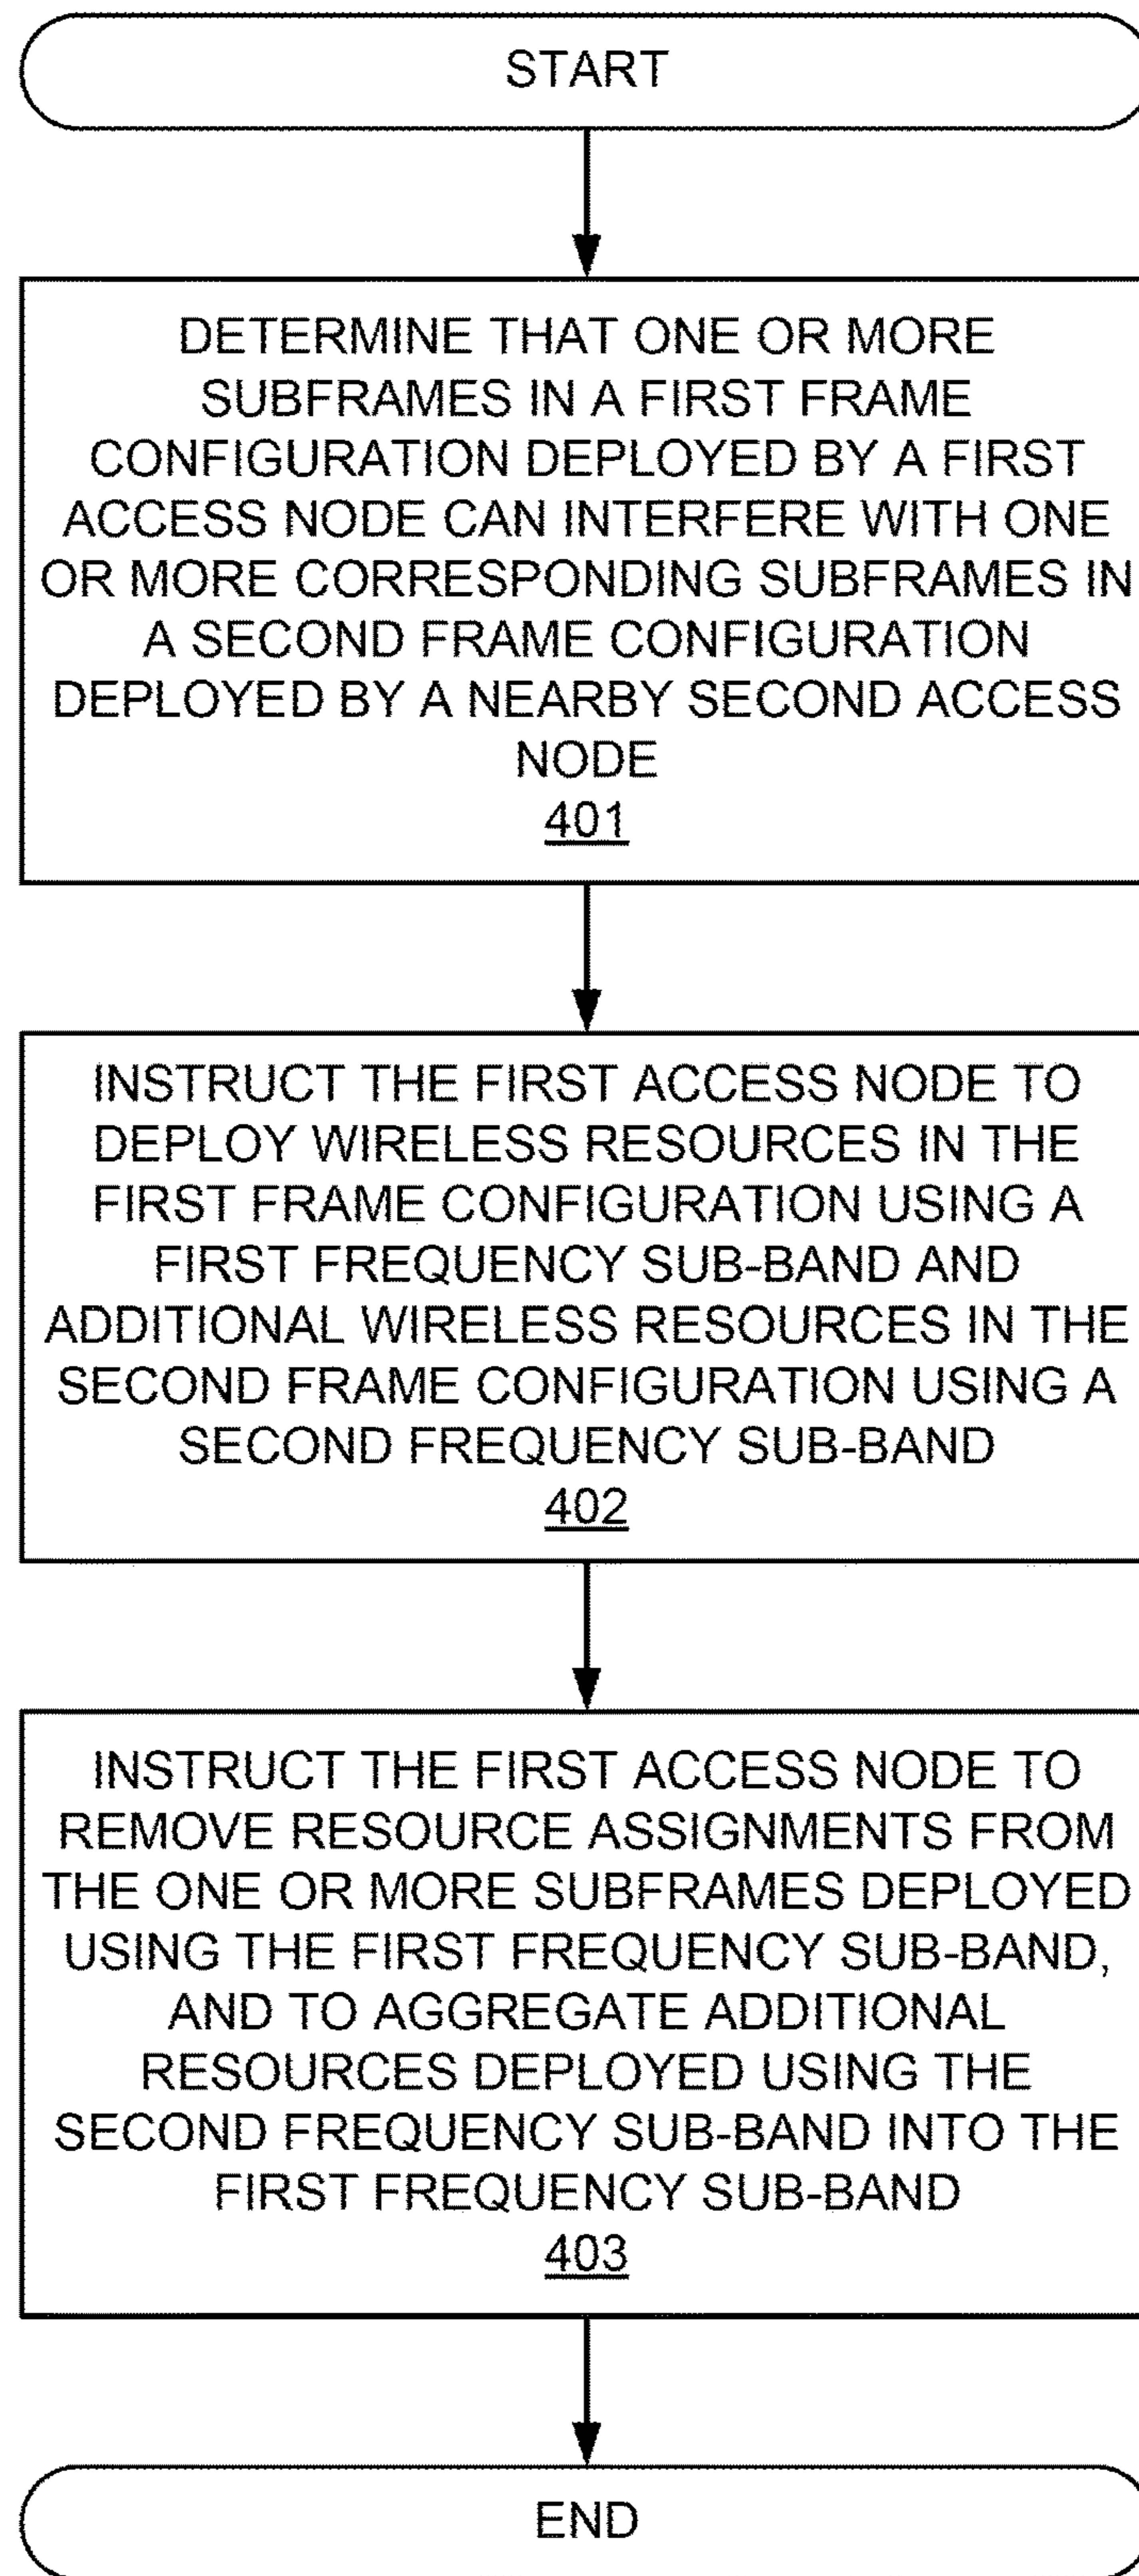 START
DETERMINE THAT ONE OR MORE
SUBFRAMES IN A FIRST FRAME
CONFIGURATION DEPLOYED BY A FIRST
ACCESS NODE CAN INTERFERE WITH ONE
OR MORE CORRESPONDING SUBFRAMES IN
A SECOND FRAME CONFIGURATION
DEPLOYED BY A NEARBY SECOND ACCESS
NODE
401
INSTRUCT THE FIRST ACCESS NODE TO
DEPLOY WIRELESS RESOURCES IN THE
FIRST FRAME CONFIGURATION USING A
FIRST FREQUENCY SUB-BAND AND
ADDITIONAL WIRELESS RESOURCES IN THE
SECOND FRAME CONFIGURATION USING A
SECOND FREQUENCY SUB-BAND
402
INSTRUCT THE FIRST ACCESS NODE TO
REMOVE RESOURCE ASSIGNMENTS FROM
THE ONE OR MORE SUBFRAMES DEPLOYED
USING THE FIRST FREQUENCY SUB-BAND,
AND TO AGGREGATE ADDITIONAL
RESOURCES DEPLOYED USING THE
SECOND FREQUENCY SUB-BAND INTO THE
FIRST FREQUENCY SUB-BAND
403
END